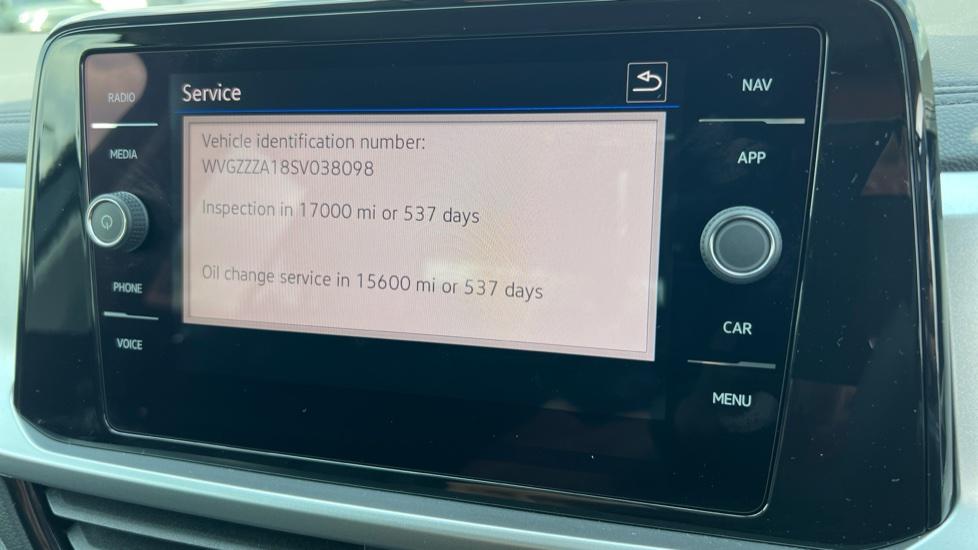 RADIO
MEDIA
PHONE
VOICE
Service
Vehicle identification number:
WVGZZZA18SV038098
Inspection in 17000 mi or 537 days
Oil change service in 15600 mi or 537 days
NAV
APP
CAR
MENU